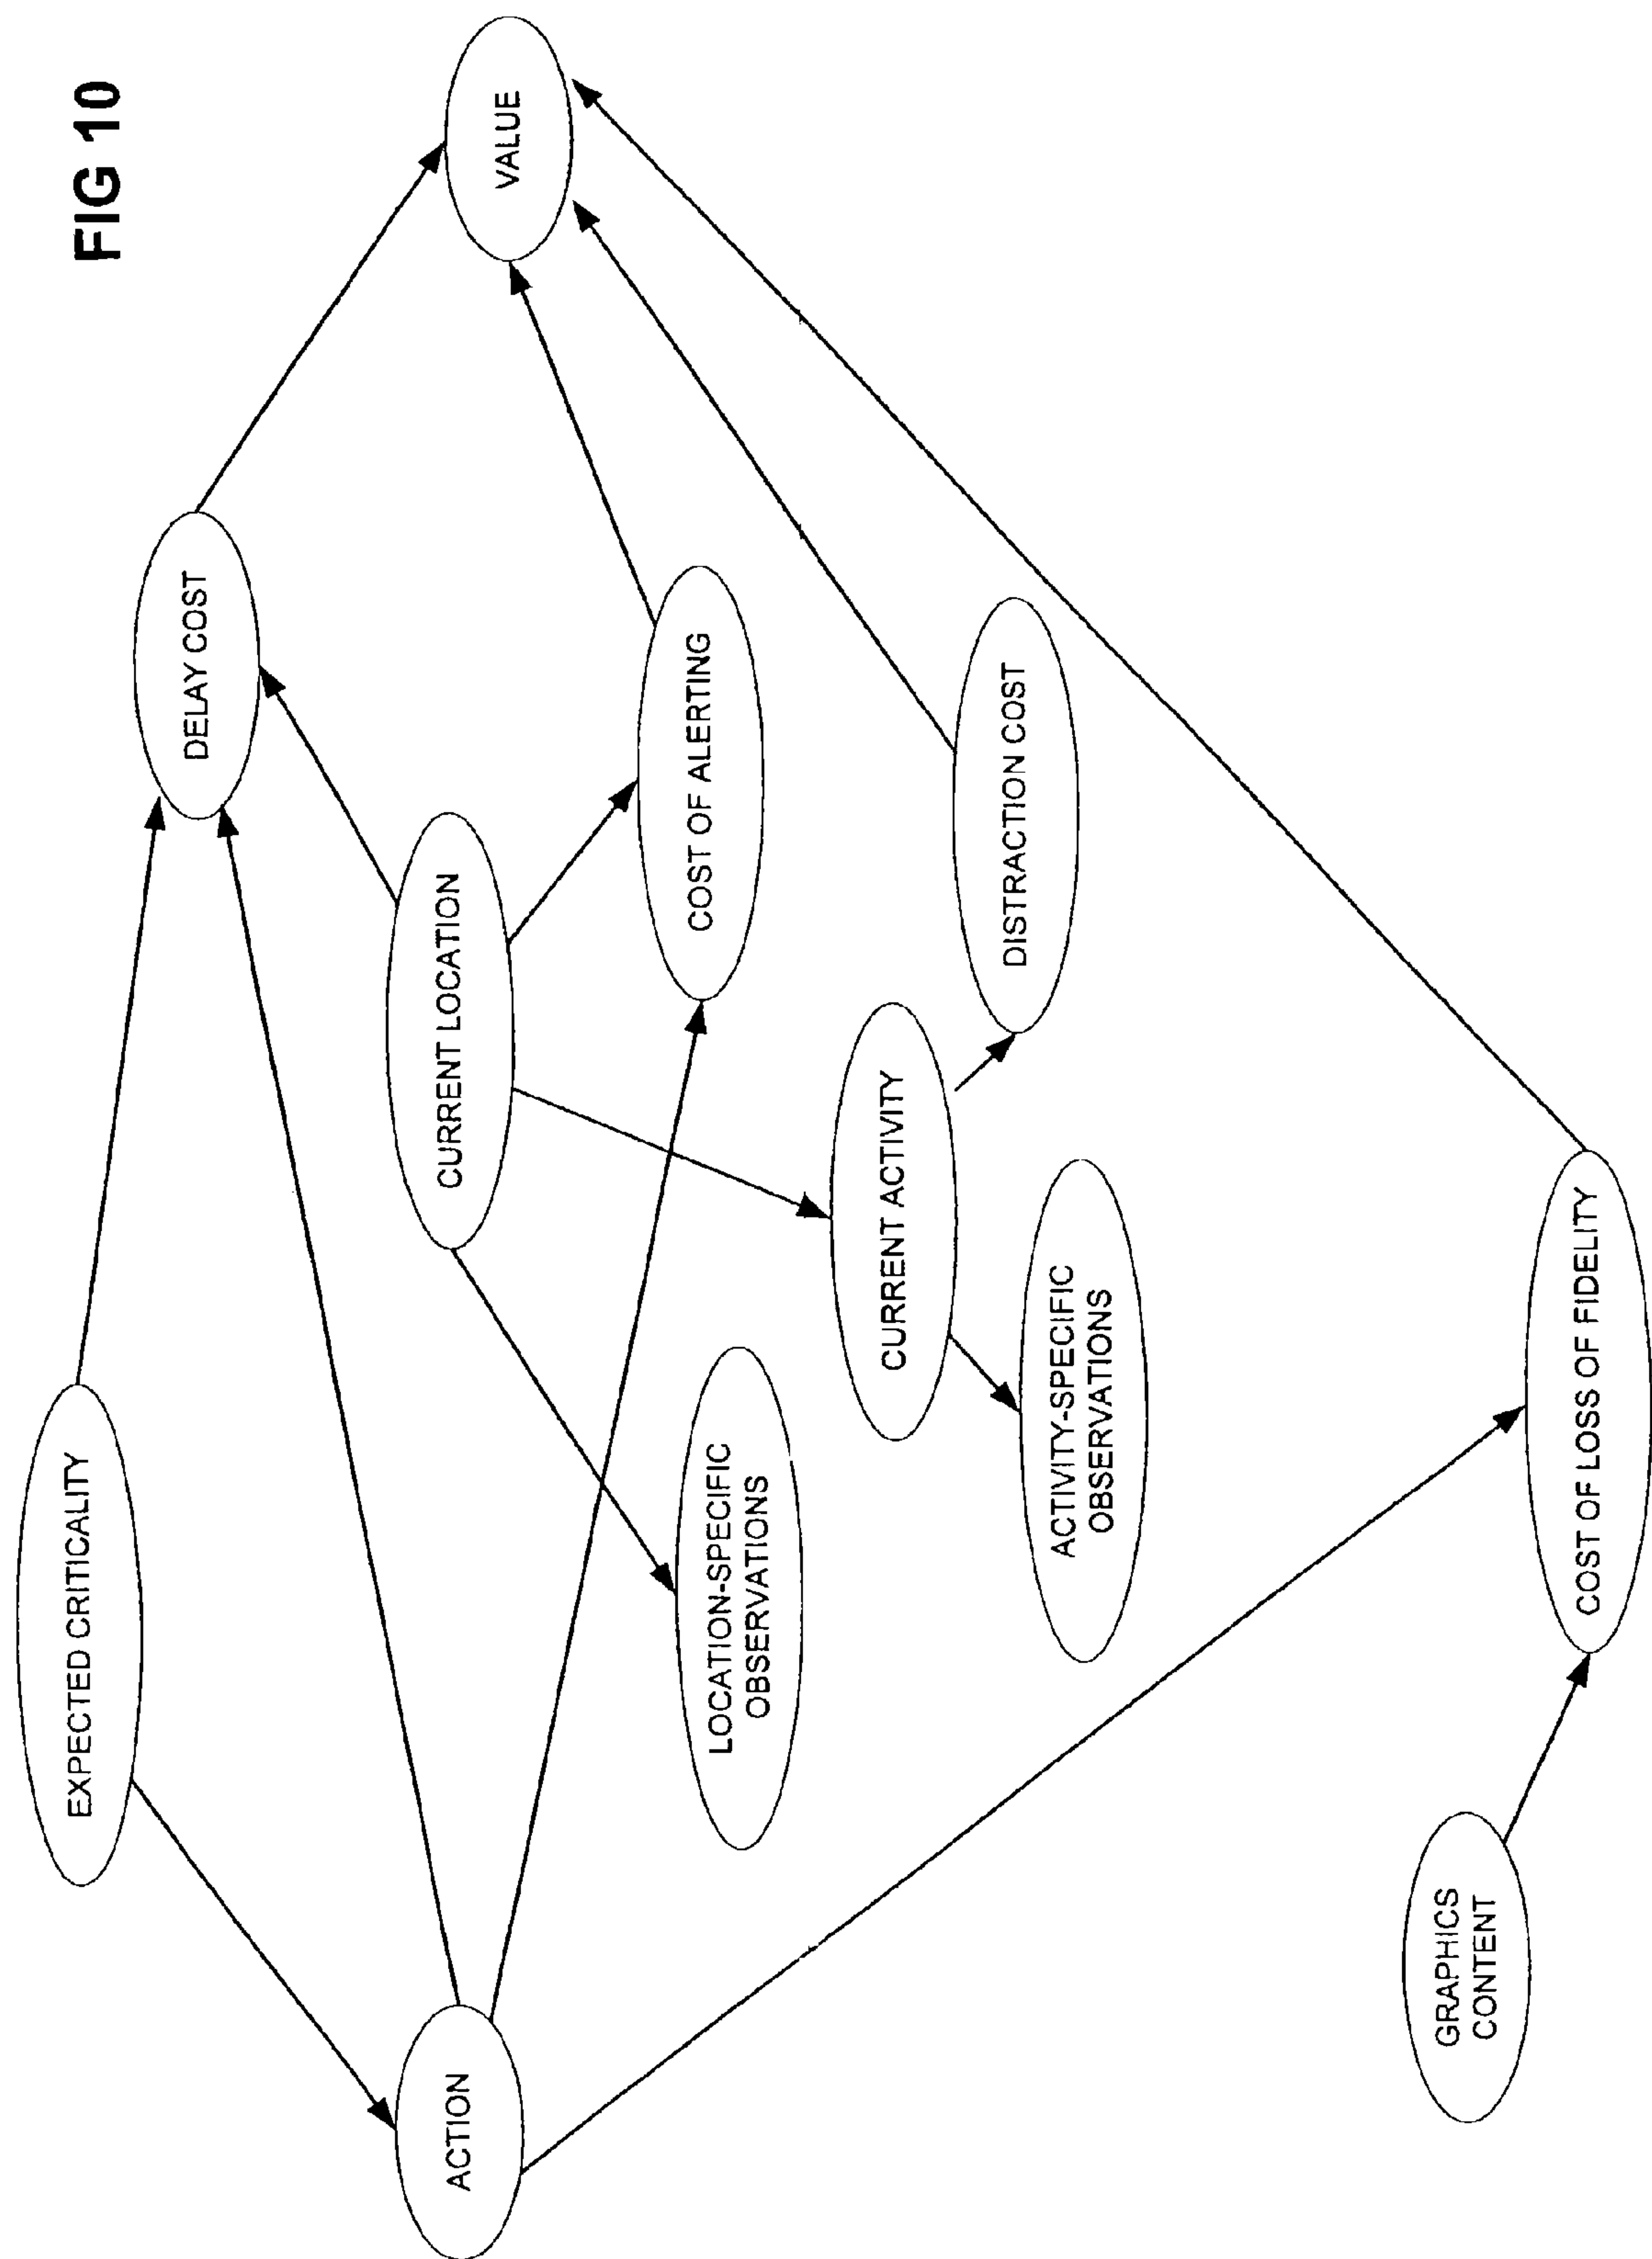 FIG 10
EXPECTED CRITICALITY
DELAY COST
VALUE
ACTION
CURRENT LOCATION
COST OF ALERTING
LOCATION-SPECIFIC
OBSERVATIONS
CURRENT ACTIVITY
DISTRACTION COST
ACTIVITY-SPECIFIC
OBSERVATIONS
GRAPHICS
CONTENT
COST OF LOSS OF FIDELITY